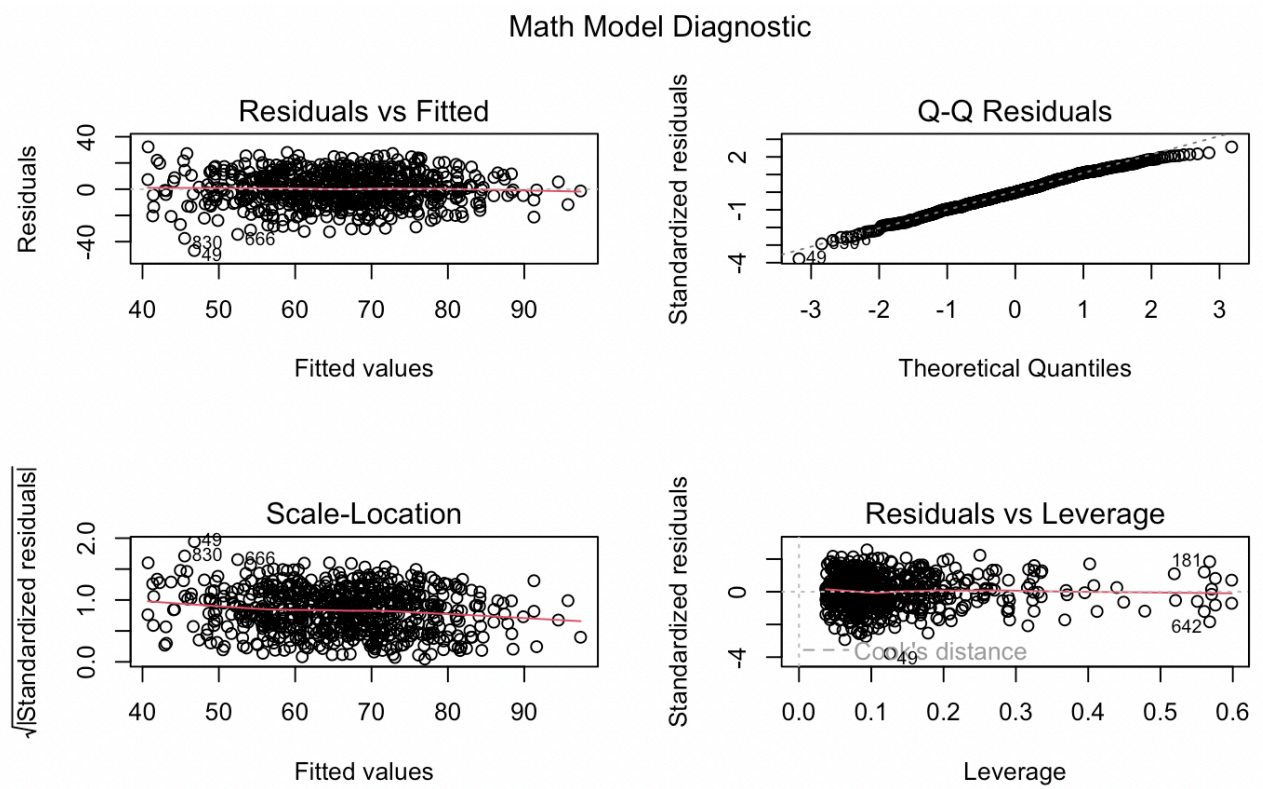 Math Model Diagnostic
Residuals vs Fitted
Residuals
40
0
-40
830
666
49
40 50 60 70 80 90
Fitted values
Q-Q Residuals
Standardized residuals
2
-1
-4
49
-3 -2 -1 0 1 2 3
Theoretical Quantiles
Scale-Location
√|Standardized residuals|
2.0
1.0
0.0
49
830
666
40 50 60 70 80 90
Fitted values
Residuals vs Leverage
Standardized residuals
0
-4
181
642
Cook's distance
49
0.0 0.1 0.2 0.3 0.4 0.5 0.6
Leverage